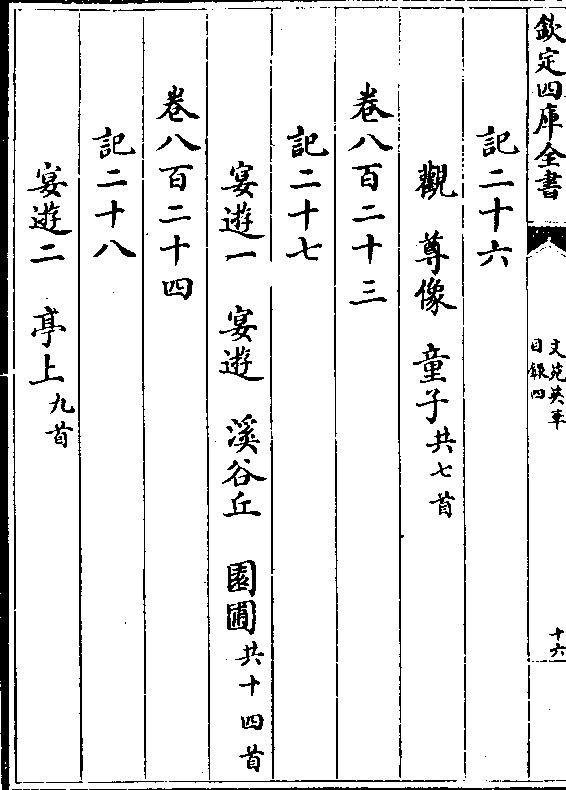 欽定四庫全書
文苑英華
目録四
十六
記二十六
觀 尊像 童子共七首
卷八百二十三
記二十七
宴遊一 宴遊 溪谷丘 園圃共十四首
卷八百二十四
記二十八
宴遊二 亭上九首